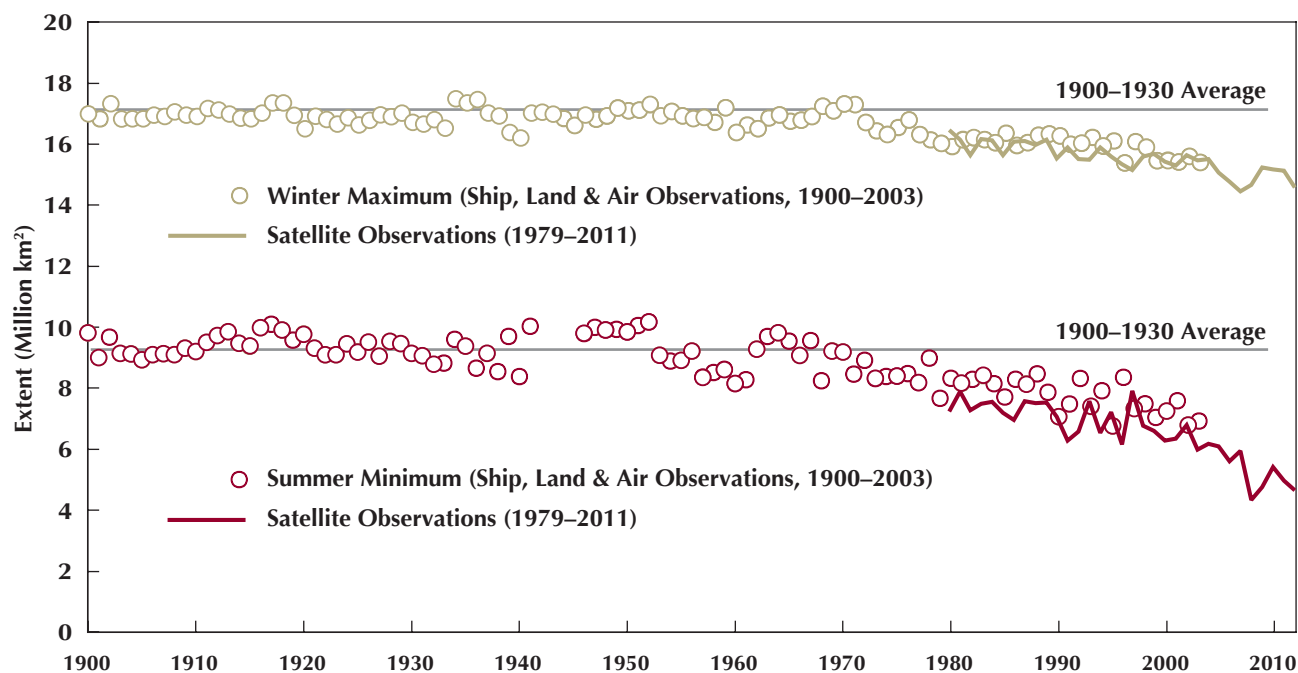 20
18
16
14
12
10
8
6
4
2
0
Extent (Million km²)
1900–1930 Average
Winter Maximum (Ship, Land & Air Observations, 1900–2003)
Satellite Observations (1979–2011)
1900–1930 Average
Summer Minimum (Ship, Land & Air Observations, 1900–2003)
Satellite Observations (1979–2011)
1900 1910 1920 1930 1940 1950 1960 1970 1980 1990 2000 2010